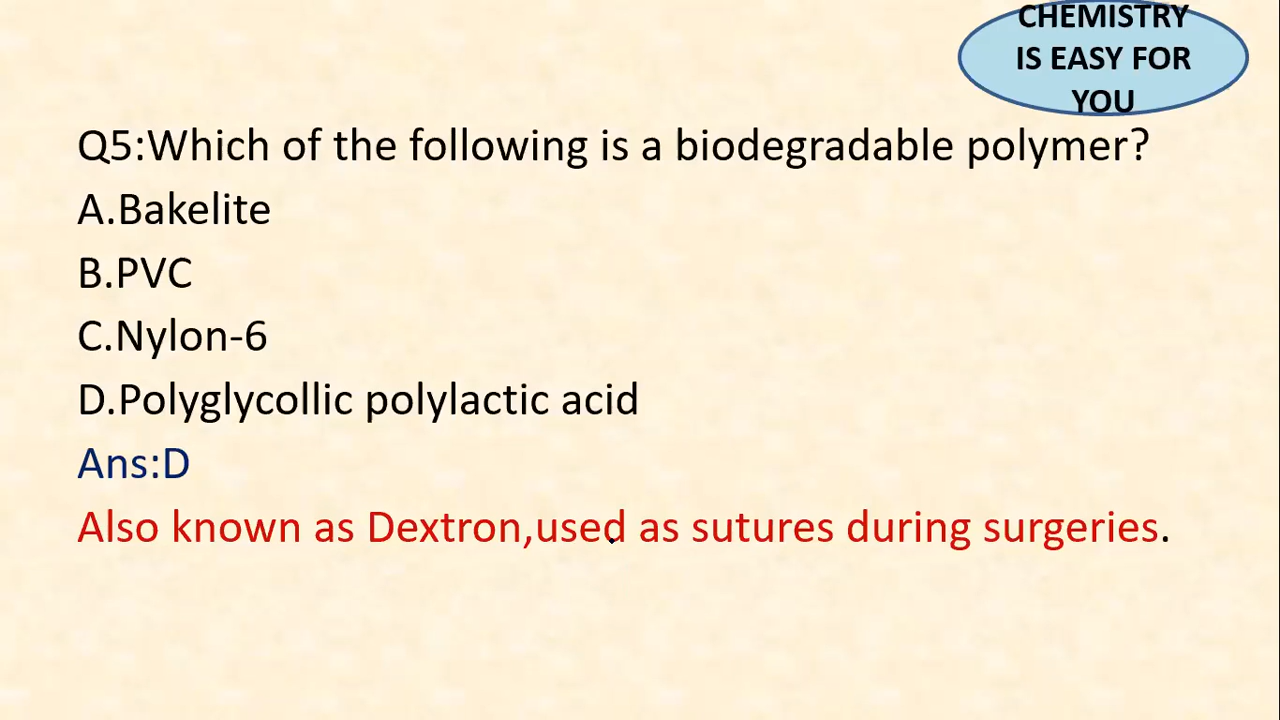 CHEMISTRY
IS EASY FOR
YOU
Q5:Which of the following is a biodegradable polymer?
A.Bakelite
B.PVC
C.Nylon-6
D.Polyglycollic polylactic acid
Ans:D
Also known as Dextron,used as sutures during surgeries.